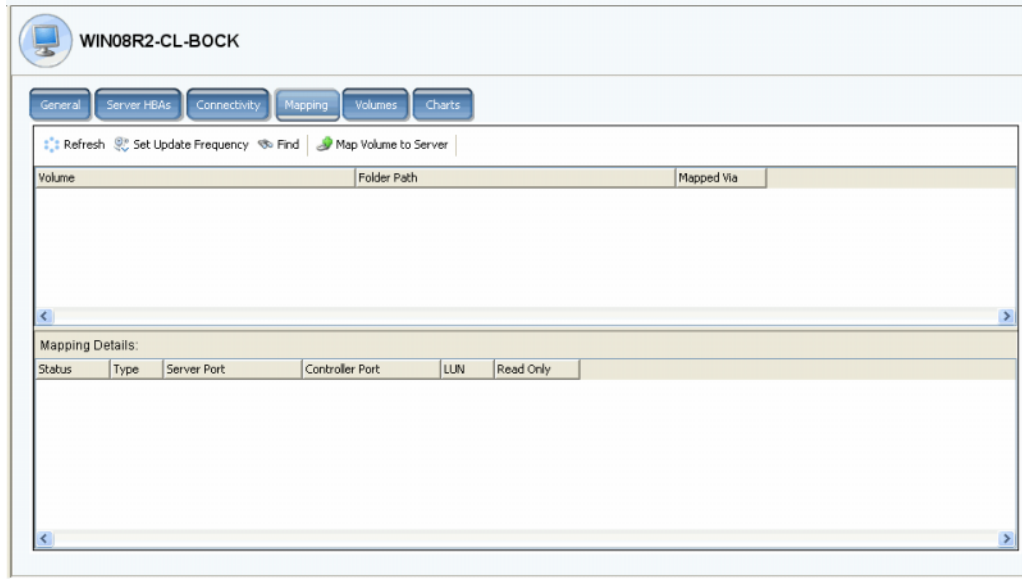 WIN08R2-CL-BOCK
General Server HBAs Connectivity Mapping Volumes Charts
Refresh Set Update Frequency Find Map Volume to Server
Volume Folder Path Mapped Via
Mapping Details:
Status Type Server Port Controller Port LUN Read Only